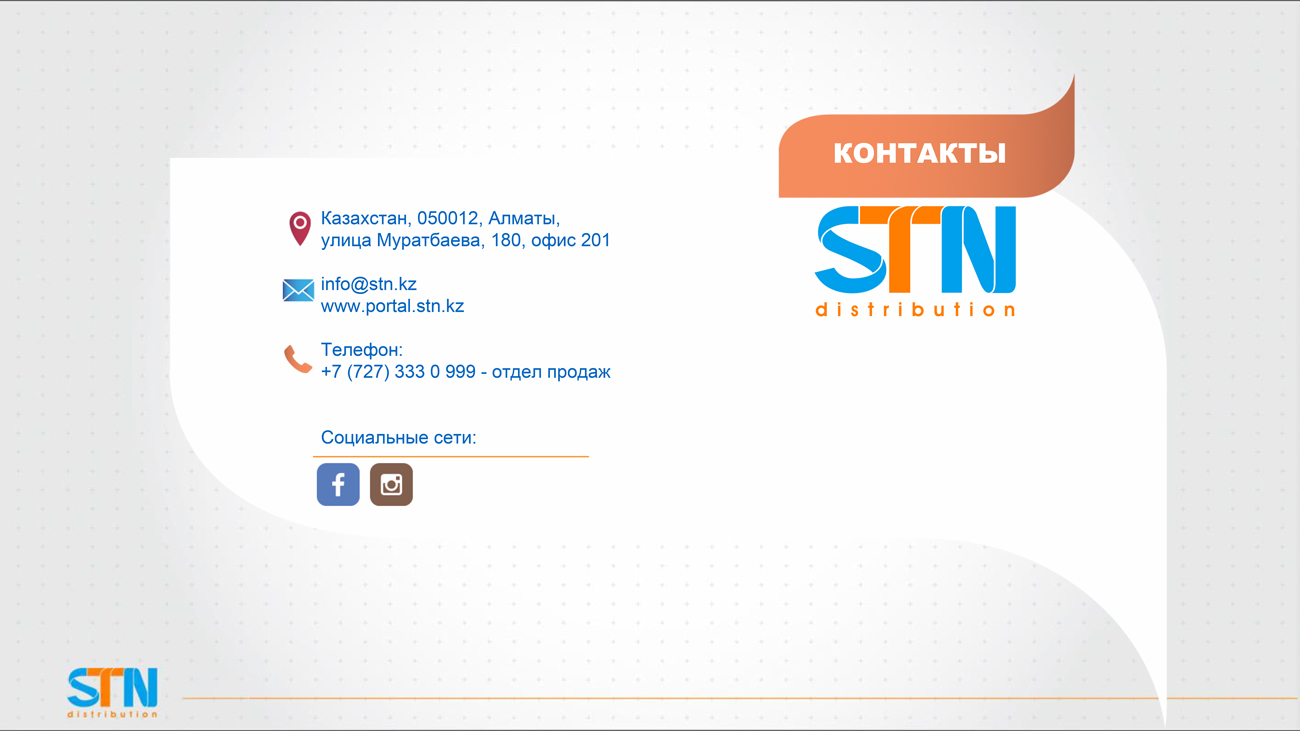 КОНТАКТЫ
STN
distribution
Казахстан, 050012, Алматы,
улица Муратбаева, 180, офис 201
info@stn.kz
www.portal.stn.kz
Телефон:
+7 (727) 333 0 999 - отдел продаж
Социальные сети:
STN
distribution